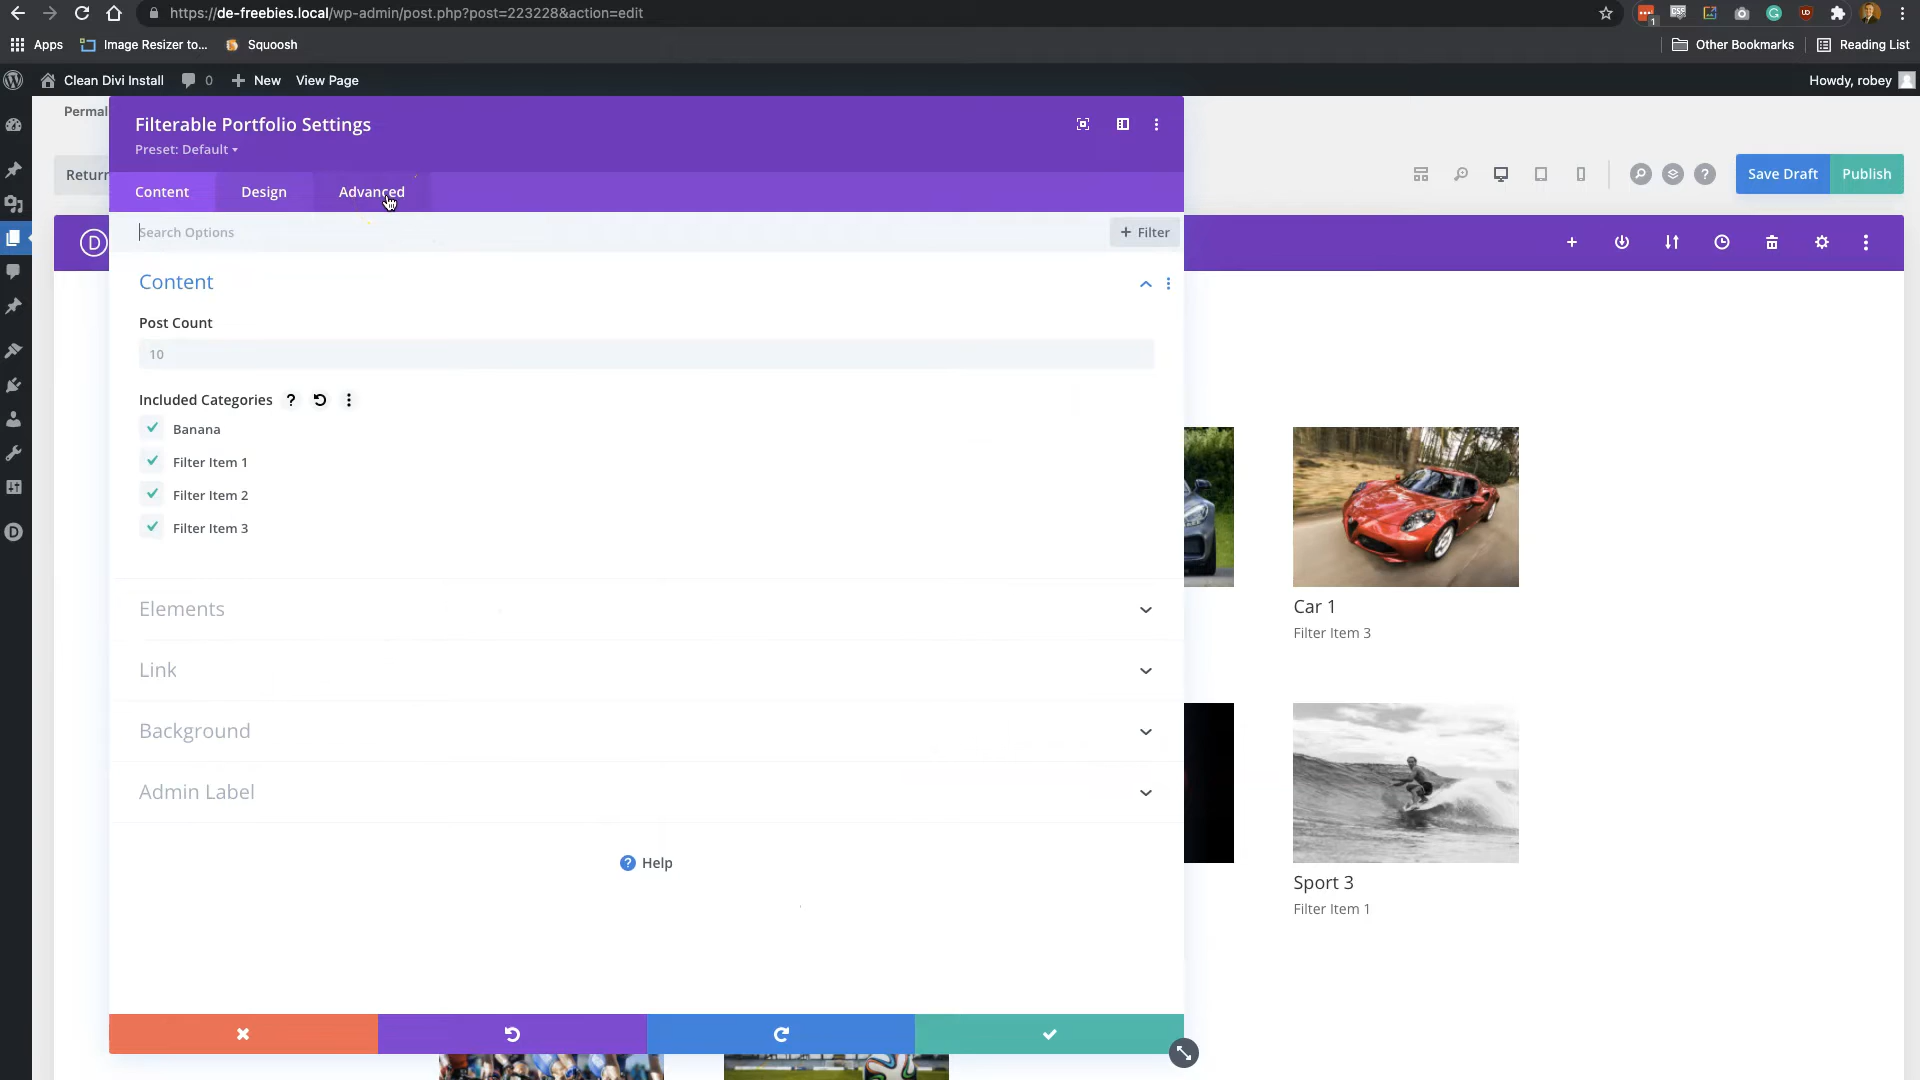 https://de-freebies.local/wp-admin/post.php?post=223228&action=edit
Apps
Image Resizer to...
Squoosh
Other Bookmarks
Reading List
Clean Divi Install
0
New
View Page
Howdy, robey
Permal
Filterable Portfolio Settings
Preset: Default
Return
Save Draft
Publish
Content
Design
Advanced
Search Options
+ Filter
Content
Post Count
10
Included Categories
Banana
Filter Item 1
Filter Item 2
Filter Item 3
Car 1
Filter Item 3
Elements
Link
Background
Admin Label
Help
Sport 3
Filter Item 1